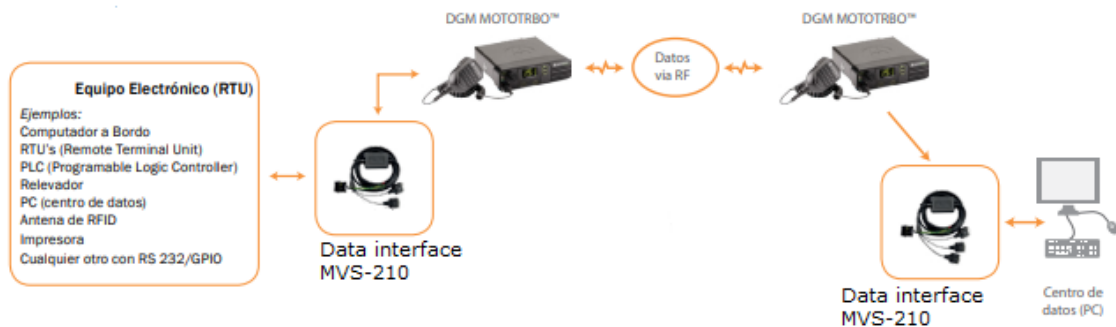 DGM MOTOTRBO™
DGM MOTOTRBO™
Datos
via RF
Equipo Electrónico (RTU)
Ejemplos:
Computador a Bordo
RTU's (Remote Terminal Unit)
PLC (Programable Logic Controller)
Relevador
PC (centro de datos)
Antena de RFID
Impresora
Cualquier otro con RS 232/GPIO
Data interface
MVS-210
Data interface
MVS-210
Centro de
datos (PC)